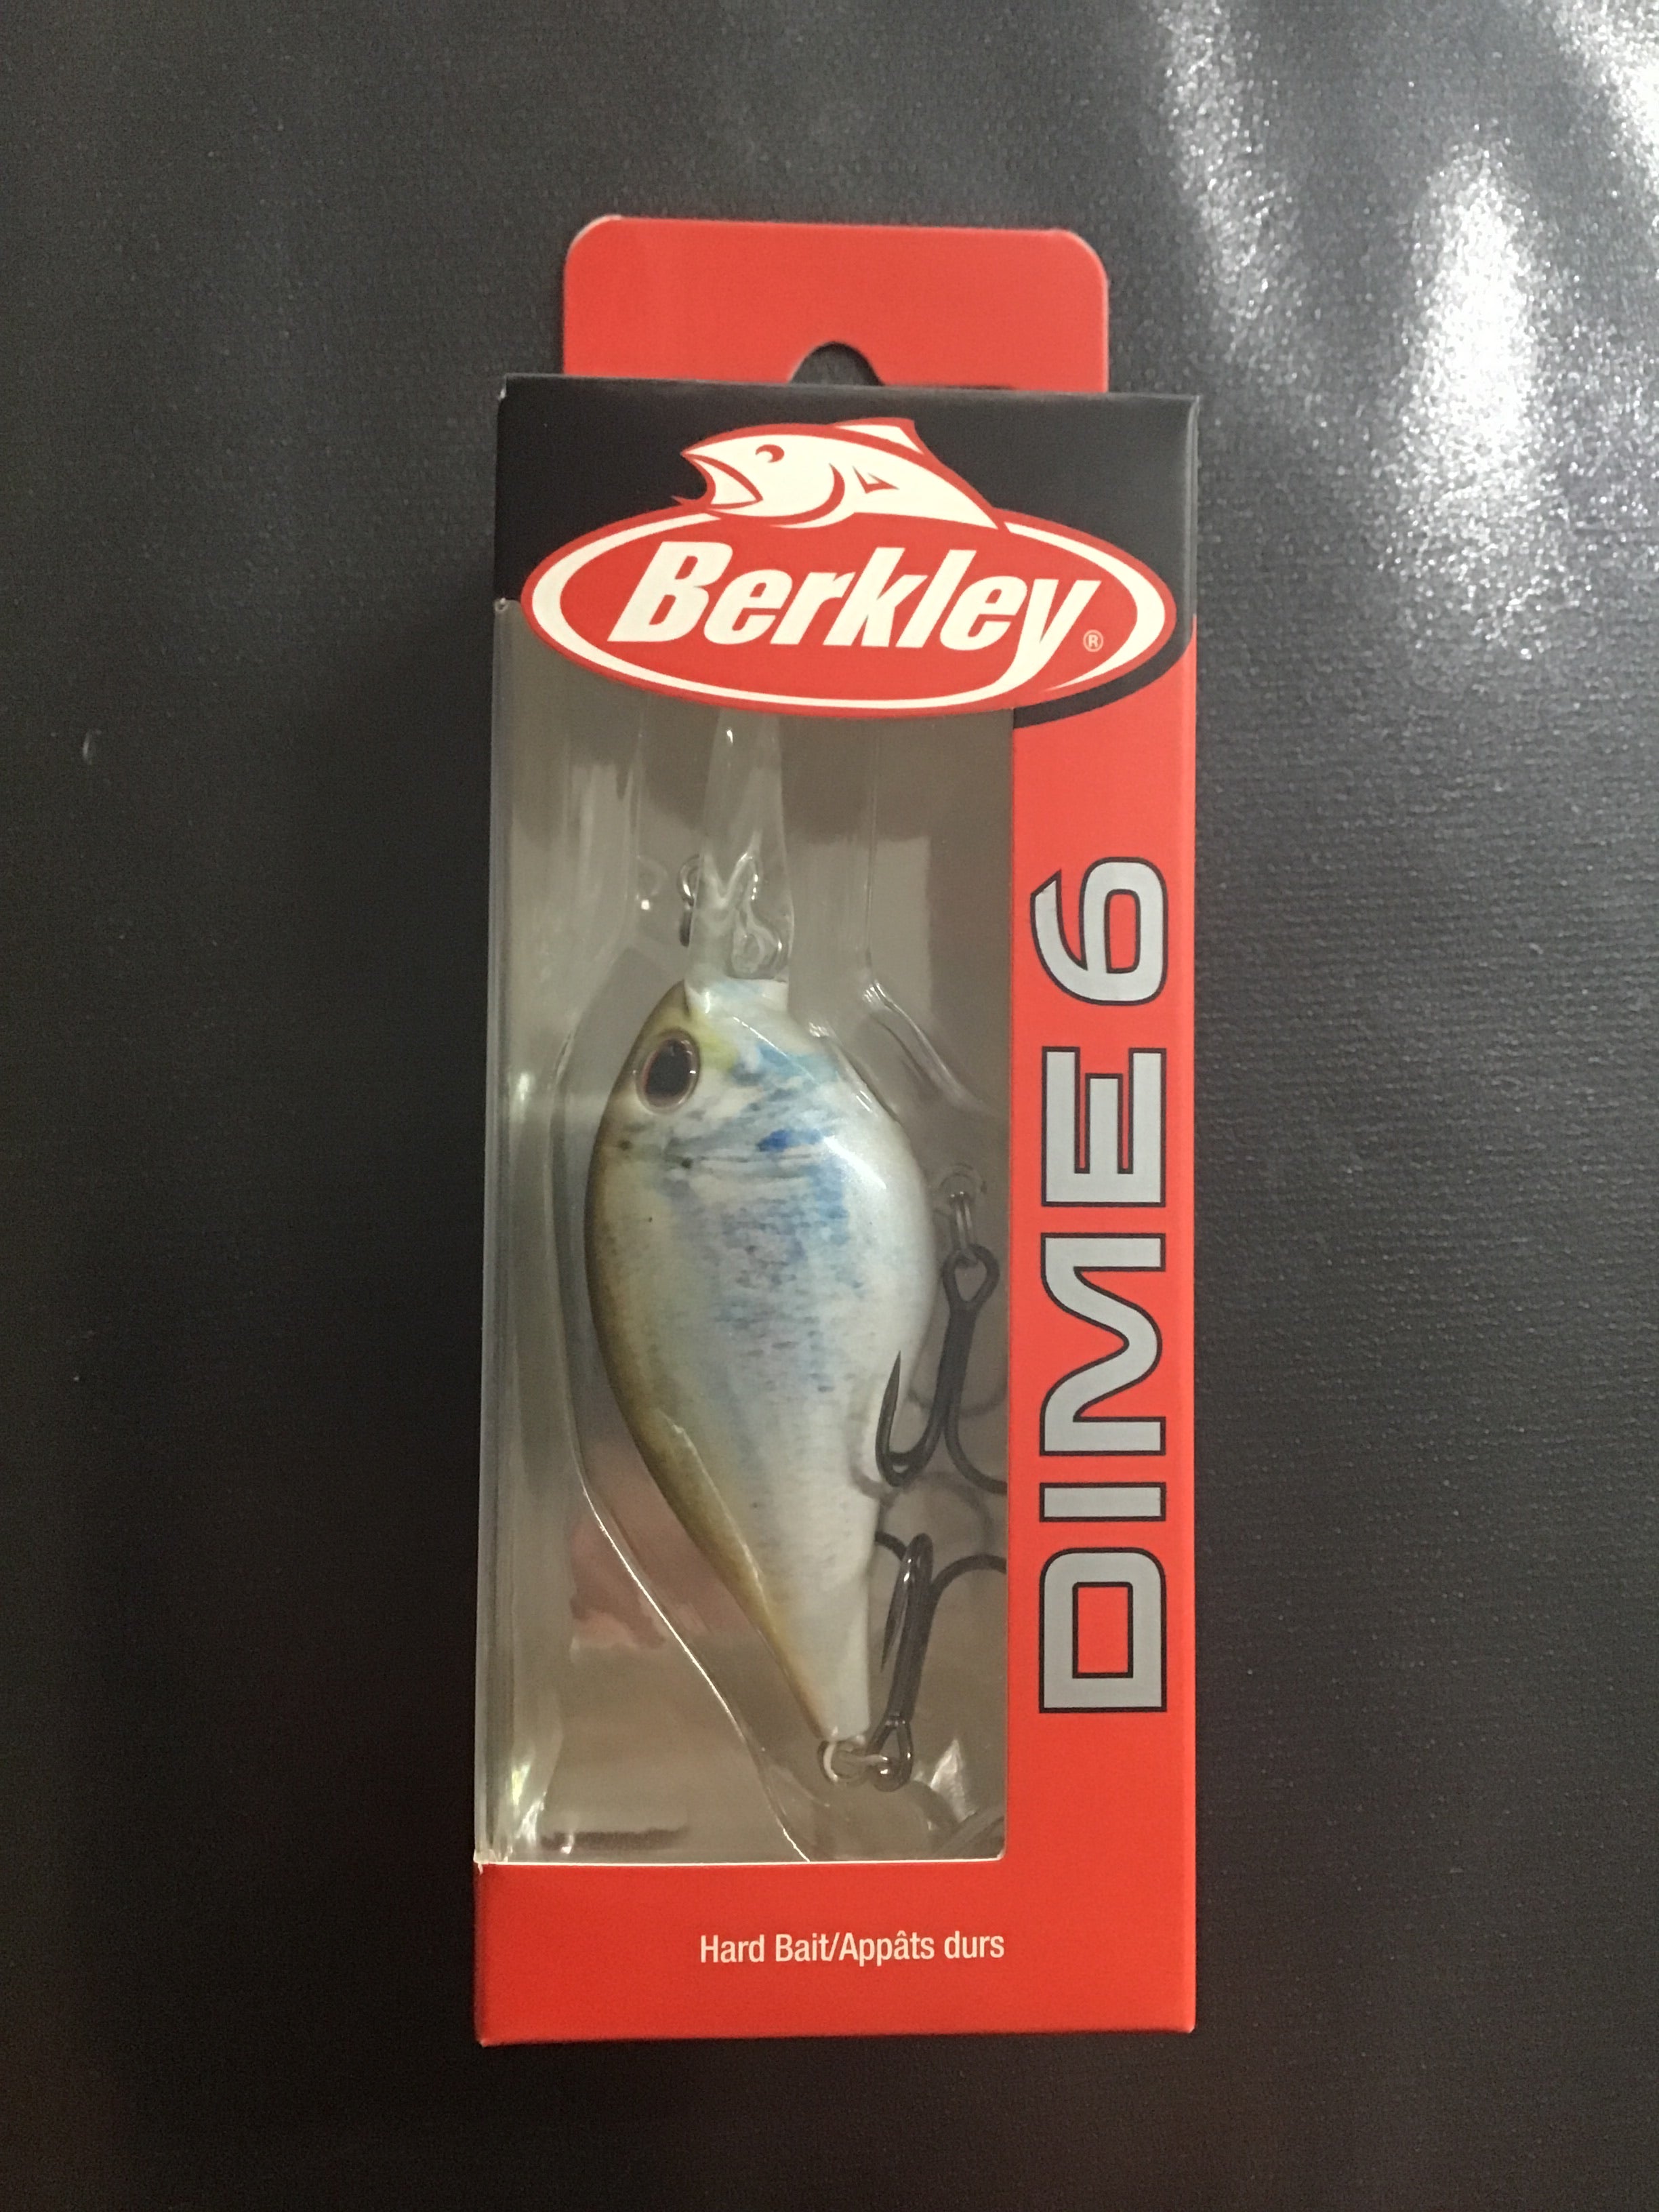 Berkley®
DIME 6
Hard Bait/Appâts durs